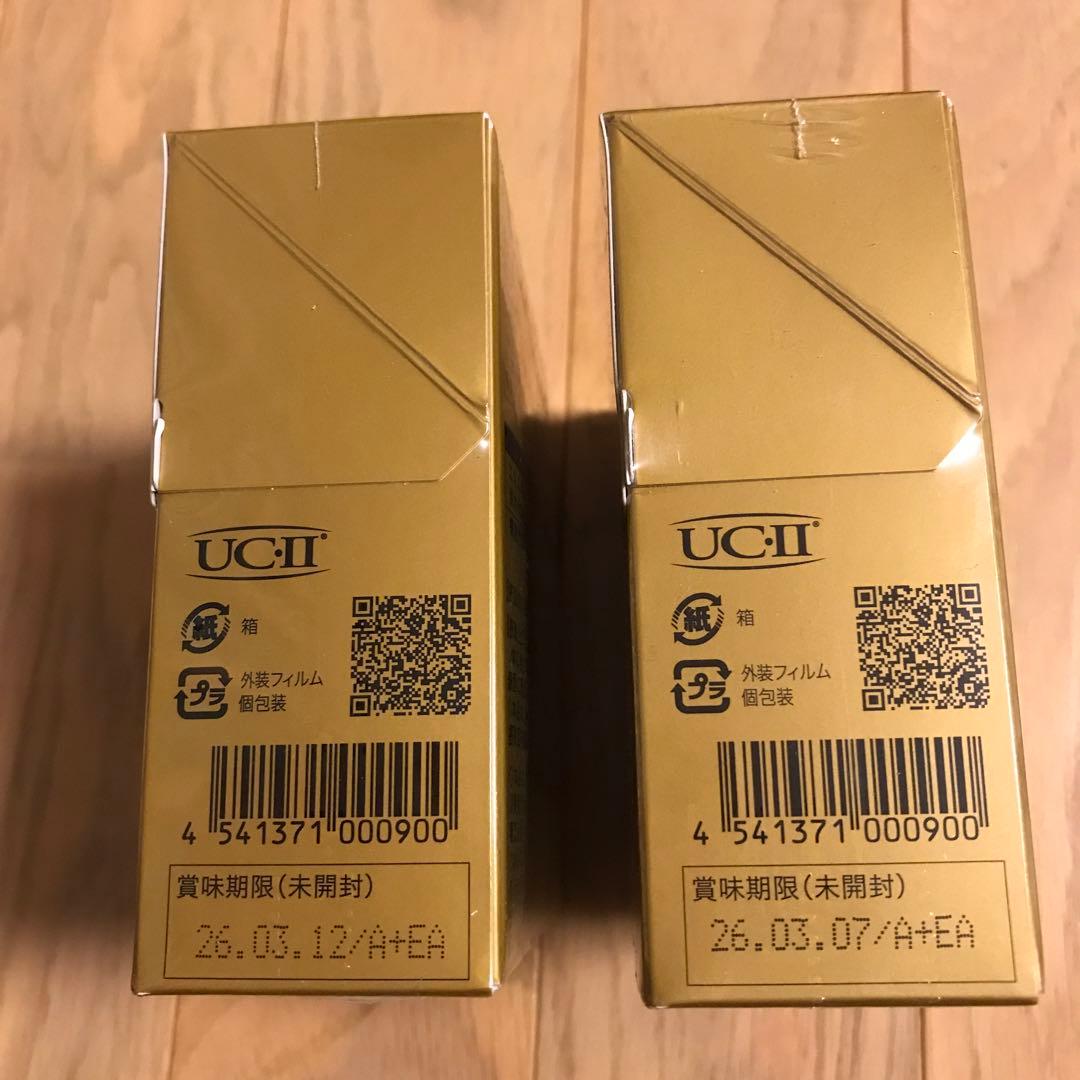 UC・II®
紙 箱
プラ 外装フィルム
個包装
4 541371 000900
賞味期限(未開封)
26.03.12/A+EA
UC・II®
紙 箱
プラ 外装フィルム
個包装
4 541371 000900
賞味期限(未開封)
26.03.07/A+EA